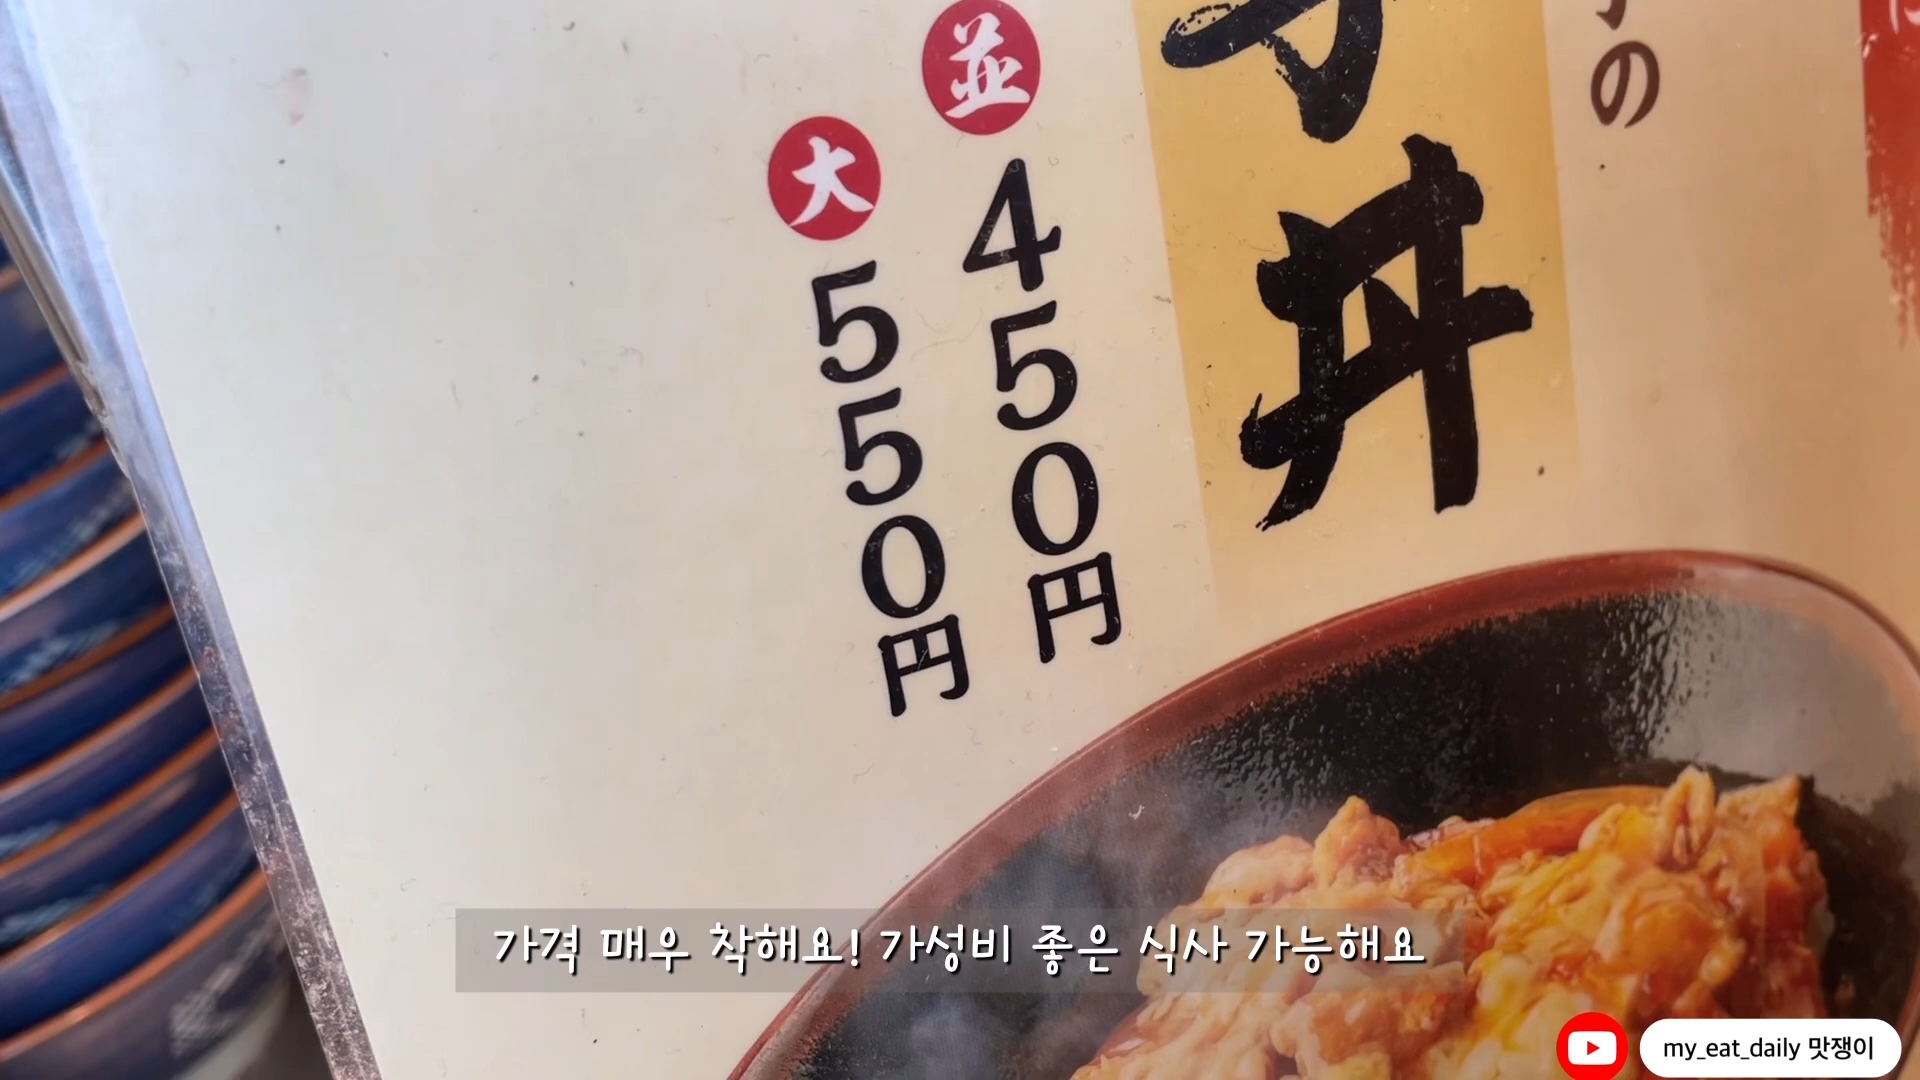 の
子丼
並 450円
大 550円
가격 매우 착해요! 가성비 좋은 식사 가능해요
my_eat_daily 맛쟁이